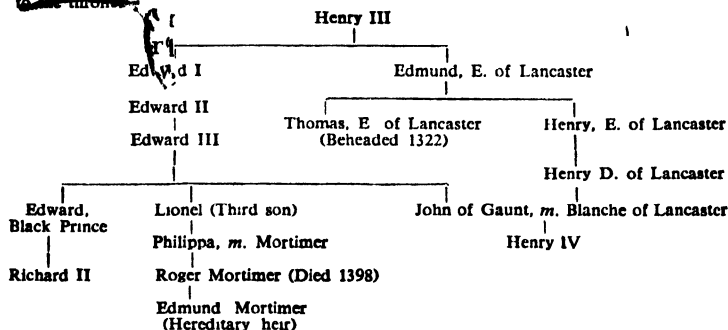 Henry III
Edmund, E. of Lancaster
Edward II
Thomas, E of Lancaster
(Beheaded 1322)
Henry, E. of Lancaster
Edward III
Henry D. of Lancaster
Edward,
Black Prince
Lionel (Third son)
John of Gaunt, m. Blanche of Lancaster
Philippa, m. Mortimer
Henry IV
Richard II
Roger Mortimer (Died 1398)
Edmund Mortimer
(Hereditary heir)